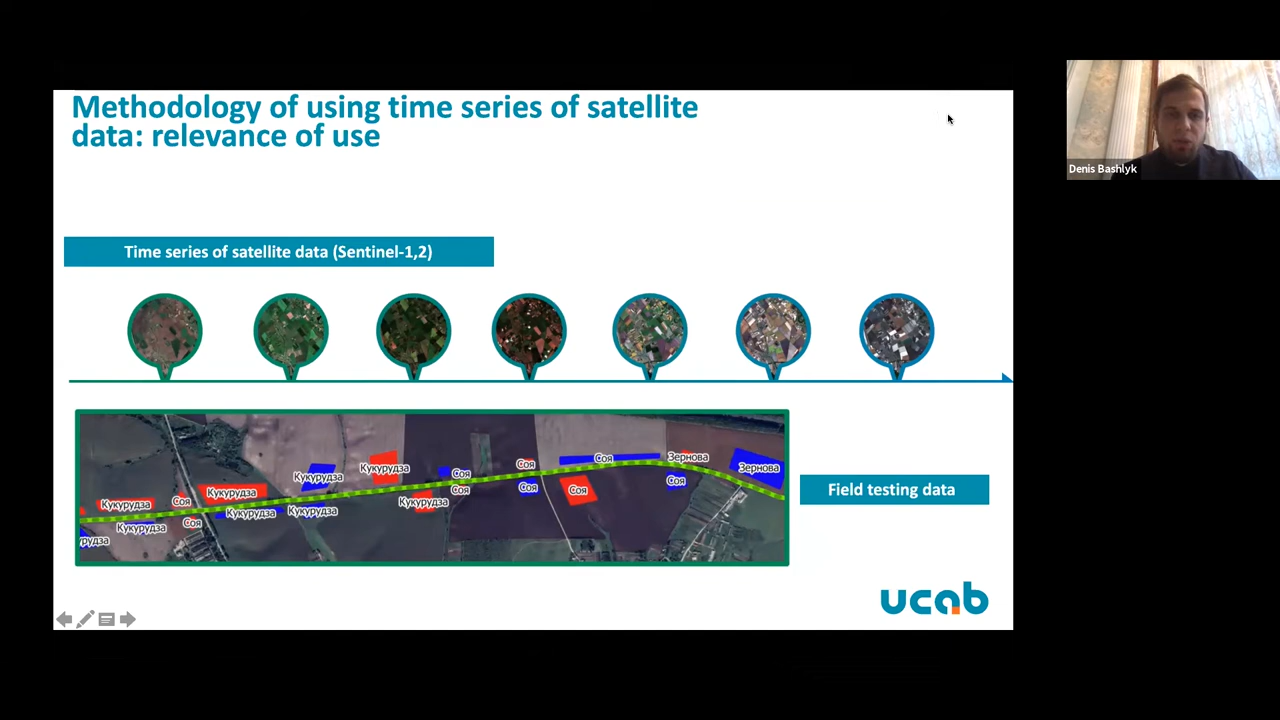 Methodology of using time series of satellite
data: relevance of use
Denis Bashlyk
Time series of satellite data (Sentinel-1,2)
Кукурудза
Соя
Кукурудза
Кукурудза
Кукурудза
Соя
Соя
Соя
Зернова
Зернова
Кукурудза
Соя
Кукурудза
Кукурудза
Кукурудза
Соя
Соя
Соя
Соя
урудза
Field testing data
ucab